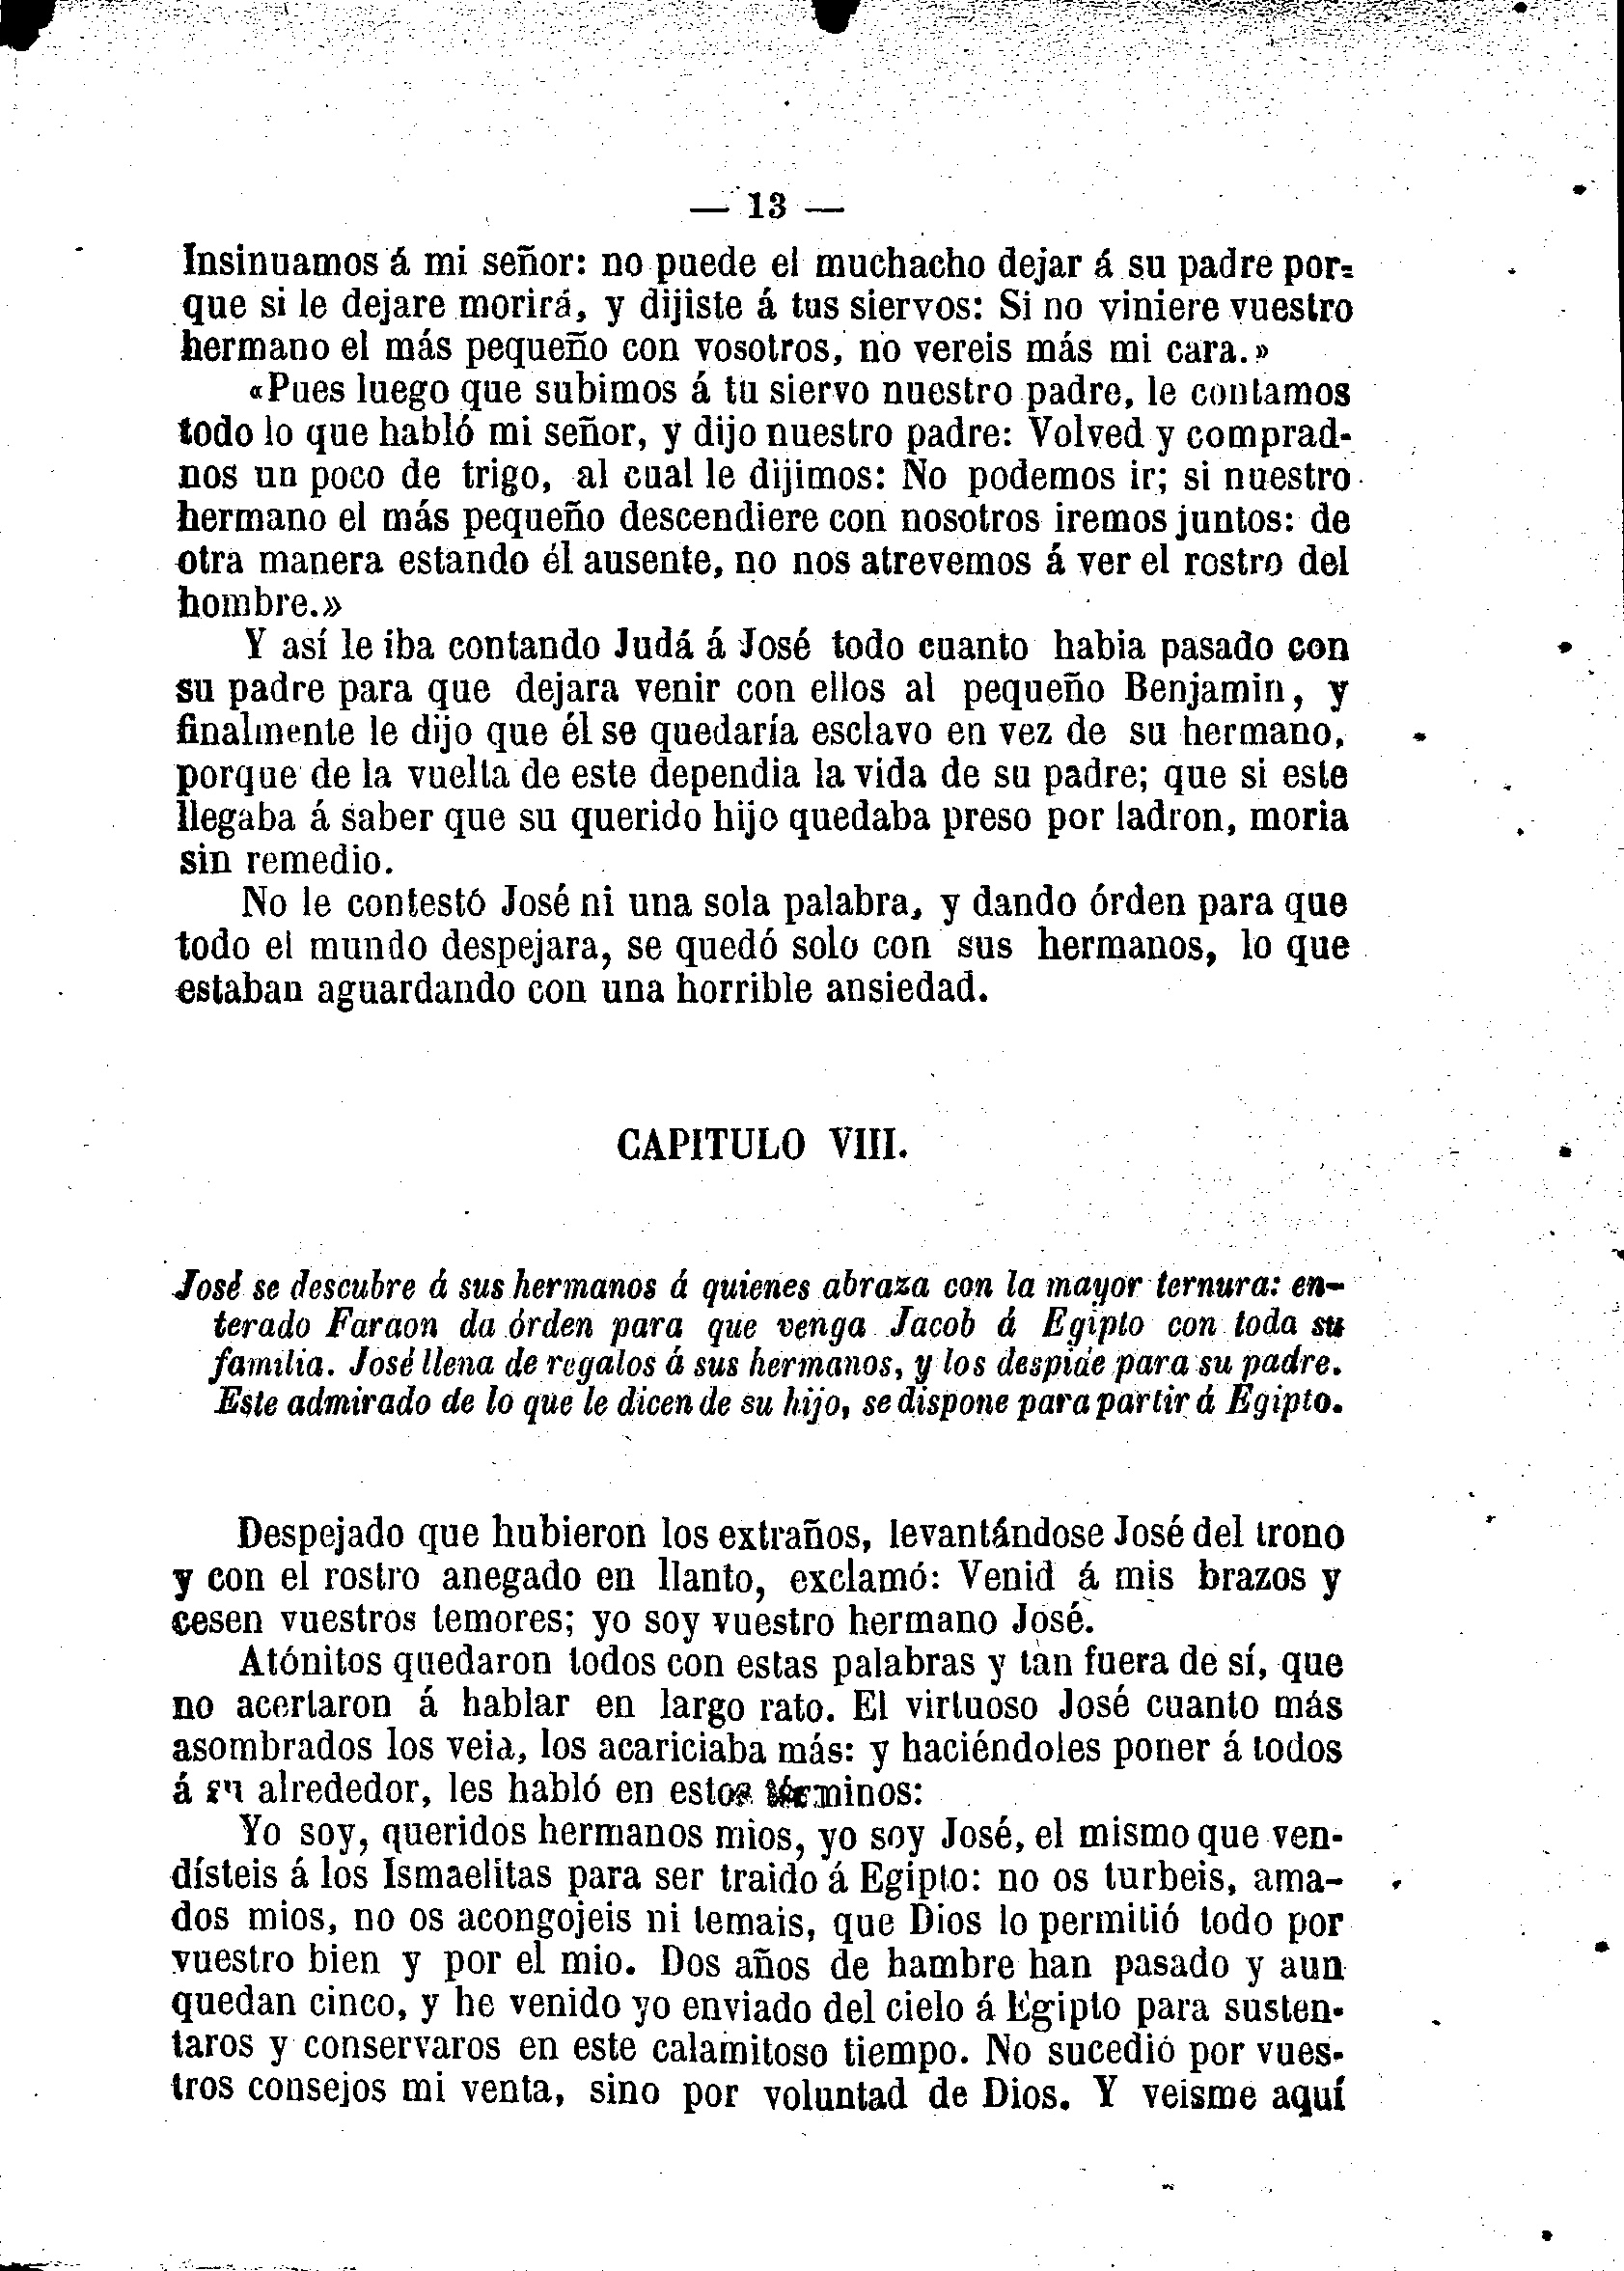 — 13 —
Insinuamos á mi señor: no puede el muchacho dejar á su padre por-
que si le dejare morirá, y dijiste á tus siervos: Si no viniere vuestro
hermano el más pequeño con vosotros, no vereis más mi cara.»
«Pues luego que subimos á tu siervo nuestro padre, le contamos
todo lo que habló mi señor, y dijo nuestro padre: Volved y comprad-
nos un poco de trigo, al cual le dijimos: No podemos ir; si nuestro
hermano el más pequeño descendiere con nosotros iremos juntos: de
otra manera estando él ausente, no nos atrevemos á ver el rostro del
hombre.»
Y así le iba contando Judá á José todo cuanto habia pasado con
su padre para que dejara venir con ellos al pequeño Benjamin, y
finalmente le dijo que él se quedaría esclavo en vez de su hermano,
porque de la vuelta de este dependia la vida de su padre; que si este
llegaba á saber que su querido hijo quedaba preso por ladron, moria
sin remedio.
No le contestó José ni una sola palabra, y dando órden para que
todo el mundo despejara, se quedó solo con sus hermanos, lo que
estaban aguardando con una horrible ansiedad.
CAPITULO VIII.
José se descubre á sus hermanos á quienes abraza con la mayor ternura: en-
terado Faraon da órden para que venga Jacob á Egipto con toda su
familia. José llena de regalos á sus hermanos, y los despide para su padre.
Este admirado de lo que le dicen de su hijo, se dispone para partir á Egipto.
Despejado que hubieron los extraños, levantándose José del trono
y con el rostro anegado en llanto, exclamó: Venid á mis brazos y
cesen vuestros temores; yo soy vuestro hermano José.
Atónitos quedaron todos con estas palabras y tan fuera de sí, que
no acertaron á hablar en largo rato. El virtuoso José cuanto más
asombrados los veia, los acariciaba más: y haciéndoles poner á todos
á su alrededor, les habló en estos términos:
Yo soy, queridos hermanos mios, yo soy José, el mismo que ven-
dísteis á los Ismaelitas para ser traido á Egipto: no os turbeis, ama-
dos mios, no os acongojeis ni temais, que Dios lo permitió todo por
vuestro bien y por el mio. Dos años de hambre han pasado y aun
quedan cinco, y he venido yo enviado del cielo á Egipto para susten-
taros y conservaros en este calamitoso tiempo. No sucedió por vues-
tros consejos mi venta, sino por voluntad de Dios. Y veisme aquí